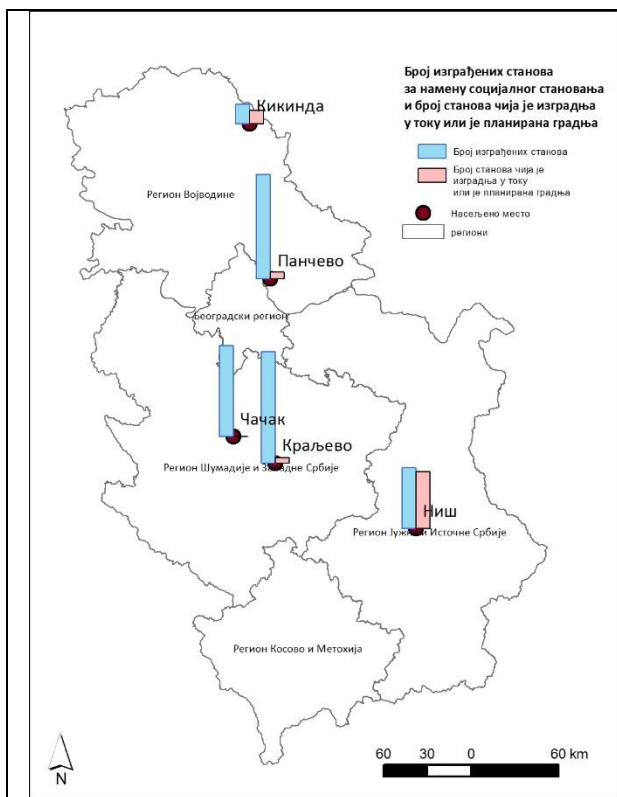 Број изграђених станова
за намену социјалног становања
и број станова чија је изградња
у току или је планирана градња
Број изграђених станова
Број станова чија је
изградња у току
или је планирана градња
Насељено место
региони
Кикинда
Регион Војводине
Панчево
Београдски регион
Чачак
Краљево
Регион Шумадије и Западне Србије
Ниш
Регион Јужне и Источне Србије
Регион Косово и Метохија
60 30 0 60 km
N